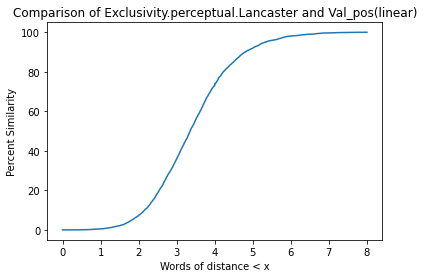 Comparison of Exclusivity.perceptual.Lancaster and Val_pos(linear)
100
80
60
40
20
0
Percent Similarity
0 1 2 3 4 5 6 7 8
Words of distance < x